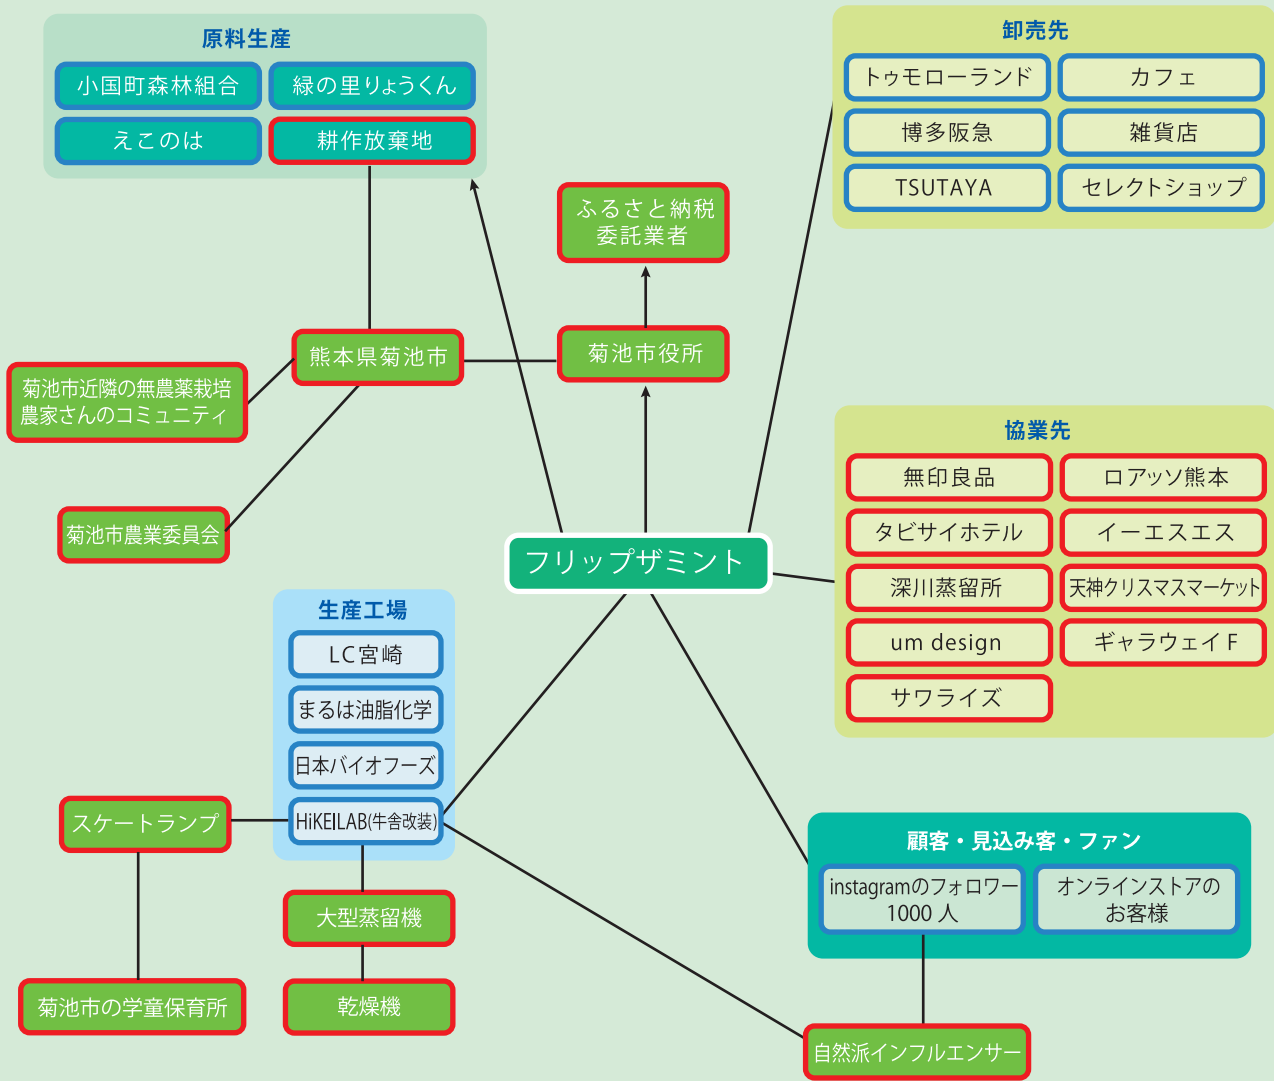 原料生産
小国町森林組合
緑の里りょうくん
えこのは
耕作放棄地
卸売先
トゥモローランド
カフェ
博多阪急
雑貨店
TSUTAYA
セレクトショップ
ふるさと納税
委託業者
熊本県菊池市
菊池市役所
菊池市近隣の無農薬栽培
農家さんのコミュニティ
菊池市農業委員会
協業先
無印良品
ロアッソ熊本
タビサイホテル
イーエスエス
深川蒸留所
天神クリスマスマーケット
um design
ギャラウェイF
サワライズ
フリップザミント
生産工場
LC宮崎
まるは油脂化学
日本バイオフーズ
HiKEILAB(牛舎改装)
スケートランプ
大型蒸留機
菊池市の学童保育所
乾燥機
顧客・見込み客・ファン
instagramのフォロワー
1000人
オンラインストアの
お客様
自然派インフルエンサー